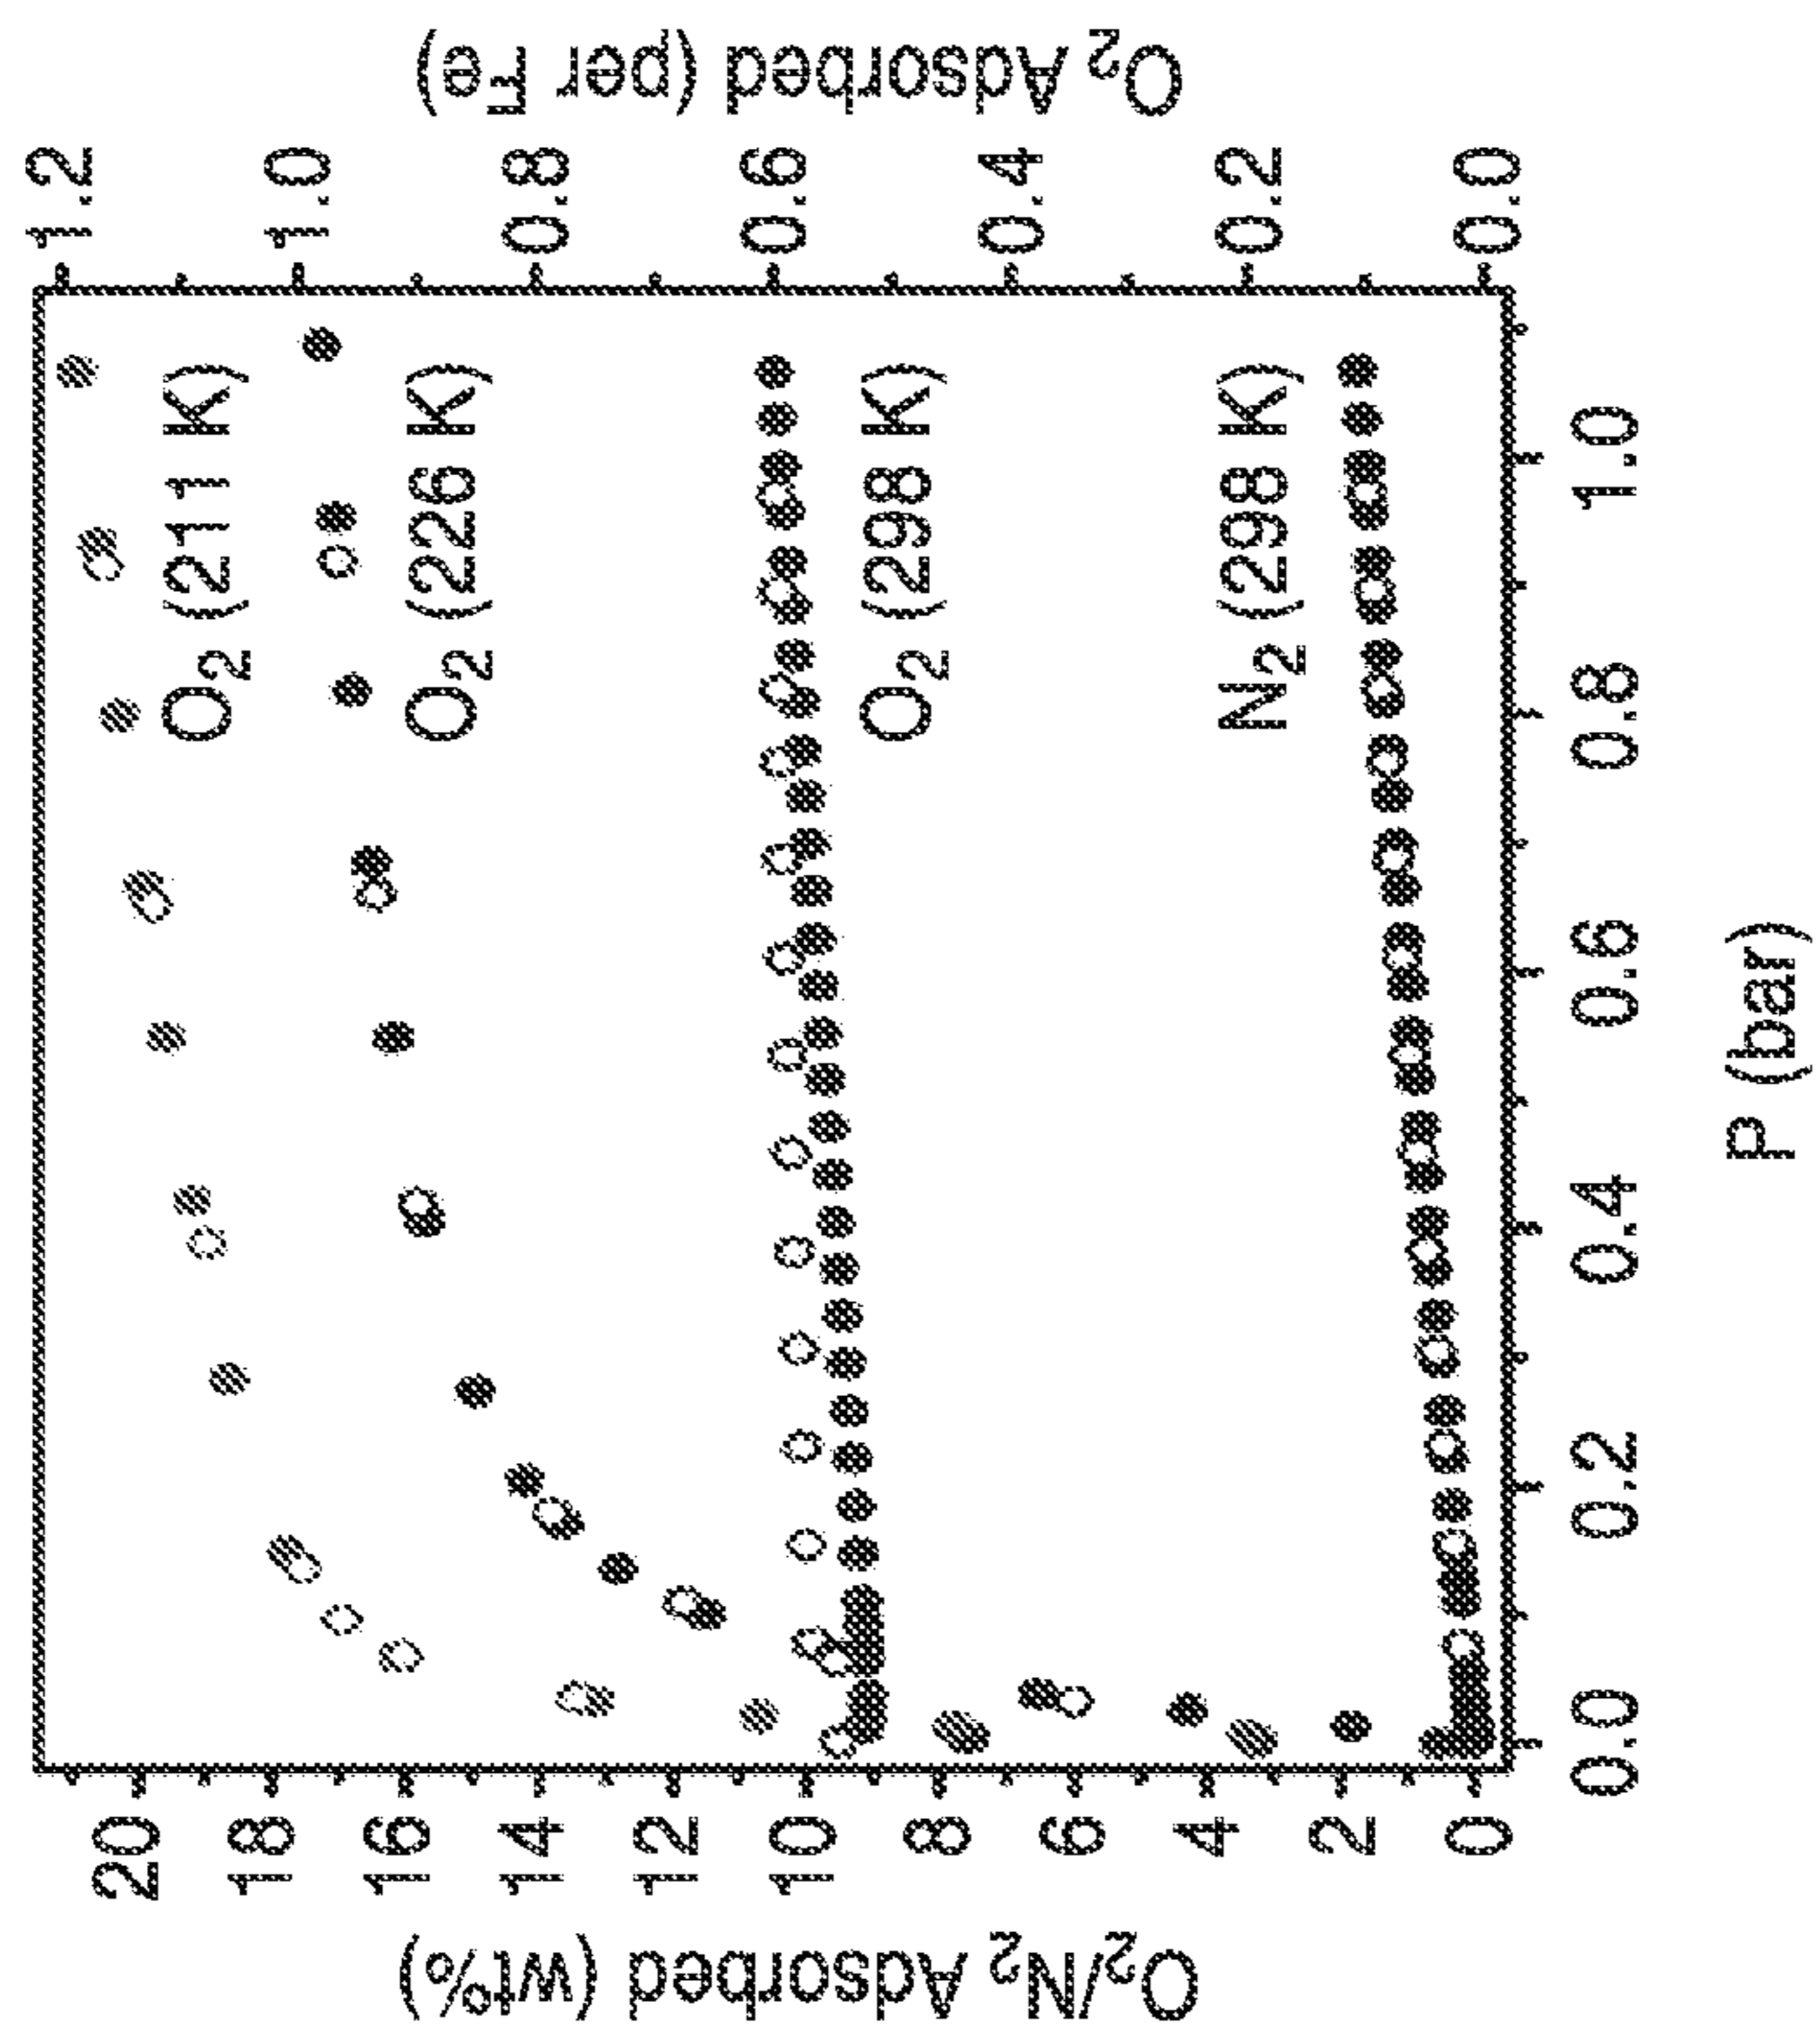 O₂/N₂ Adsorbed (wt%)
20
18
16
14
12
10
8
6
4
2
0
O₂ (211 K)
O₂ (226 K)
O₂ (298 K)
N₂ (298 K)
0.0 0.2 0.4 0.6 0.8 1.0
P (bar)
1.2
1.0
0.8
0.6
0.4
0.2
0.0
O₂ Adsorbed (per Fe)